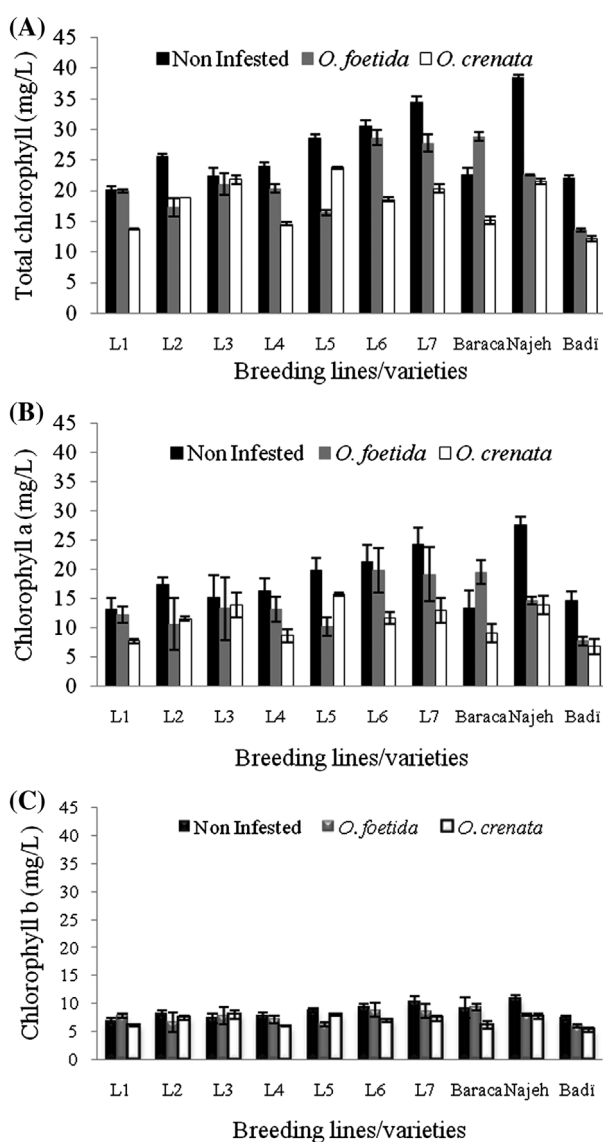 (A)
45
40
35
30
25
20
15
10
5
0
Total chlorophyll (mg/L)
Non Infested O. foetida O. crenata
L1 L2 L3 L4 L5 L6 L7 Baraca Najeh Badï
Breeding lines/varieties
(B)
45
40
35
30
25
20
15
10
5
0
Chlorophyll a (mg/L)
Non Infested O. foetida O. crenata
L1 L2 L3 L4 L5 L6 L7 Baraca Najeh Badï
Breeding lines/varieties
(C)
45
40
35
30
25
20
15
10
5
0
Chlorophyll b (mg/L)
Non Infested O. foetida O. crenata
L1 L2 L3 L4 L5 L6 L7 Baraca Najeh Badï
Breeding lines/varieties